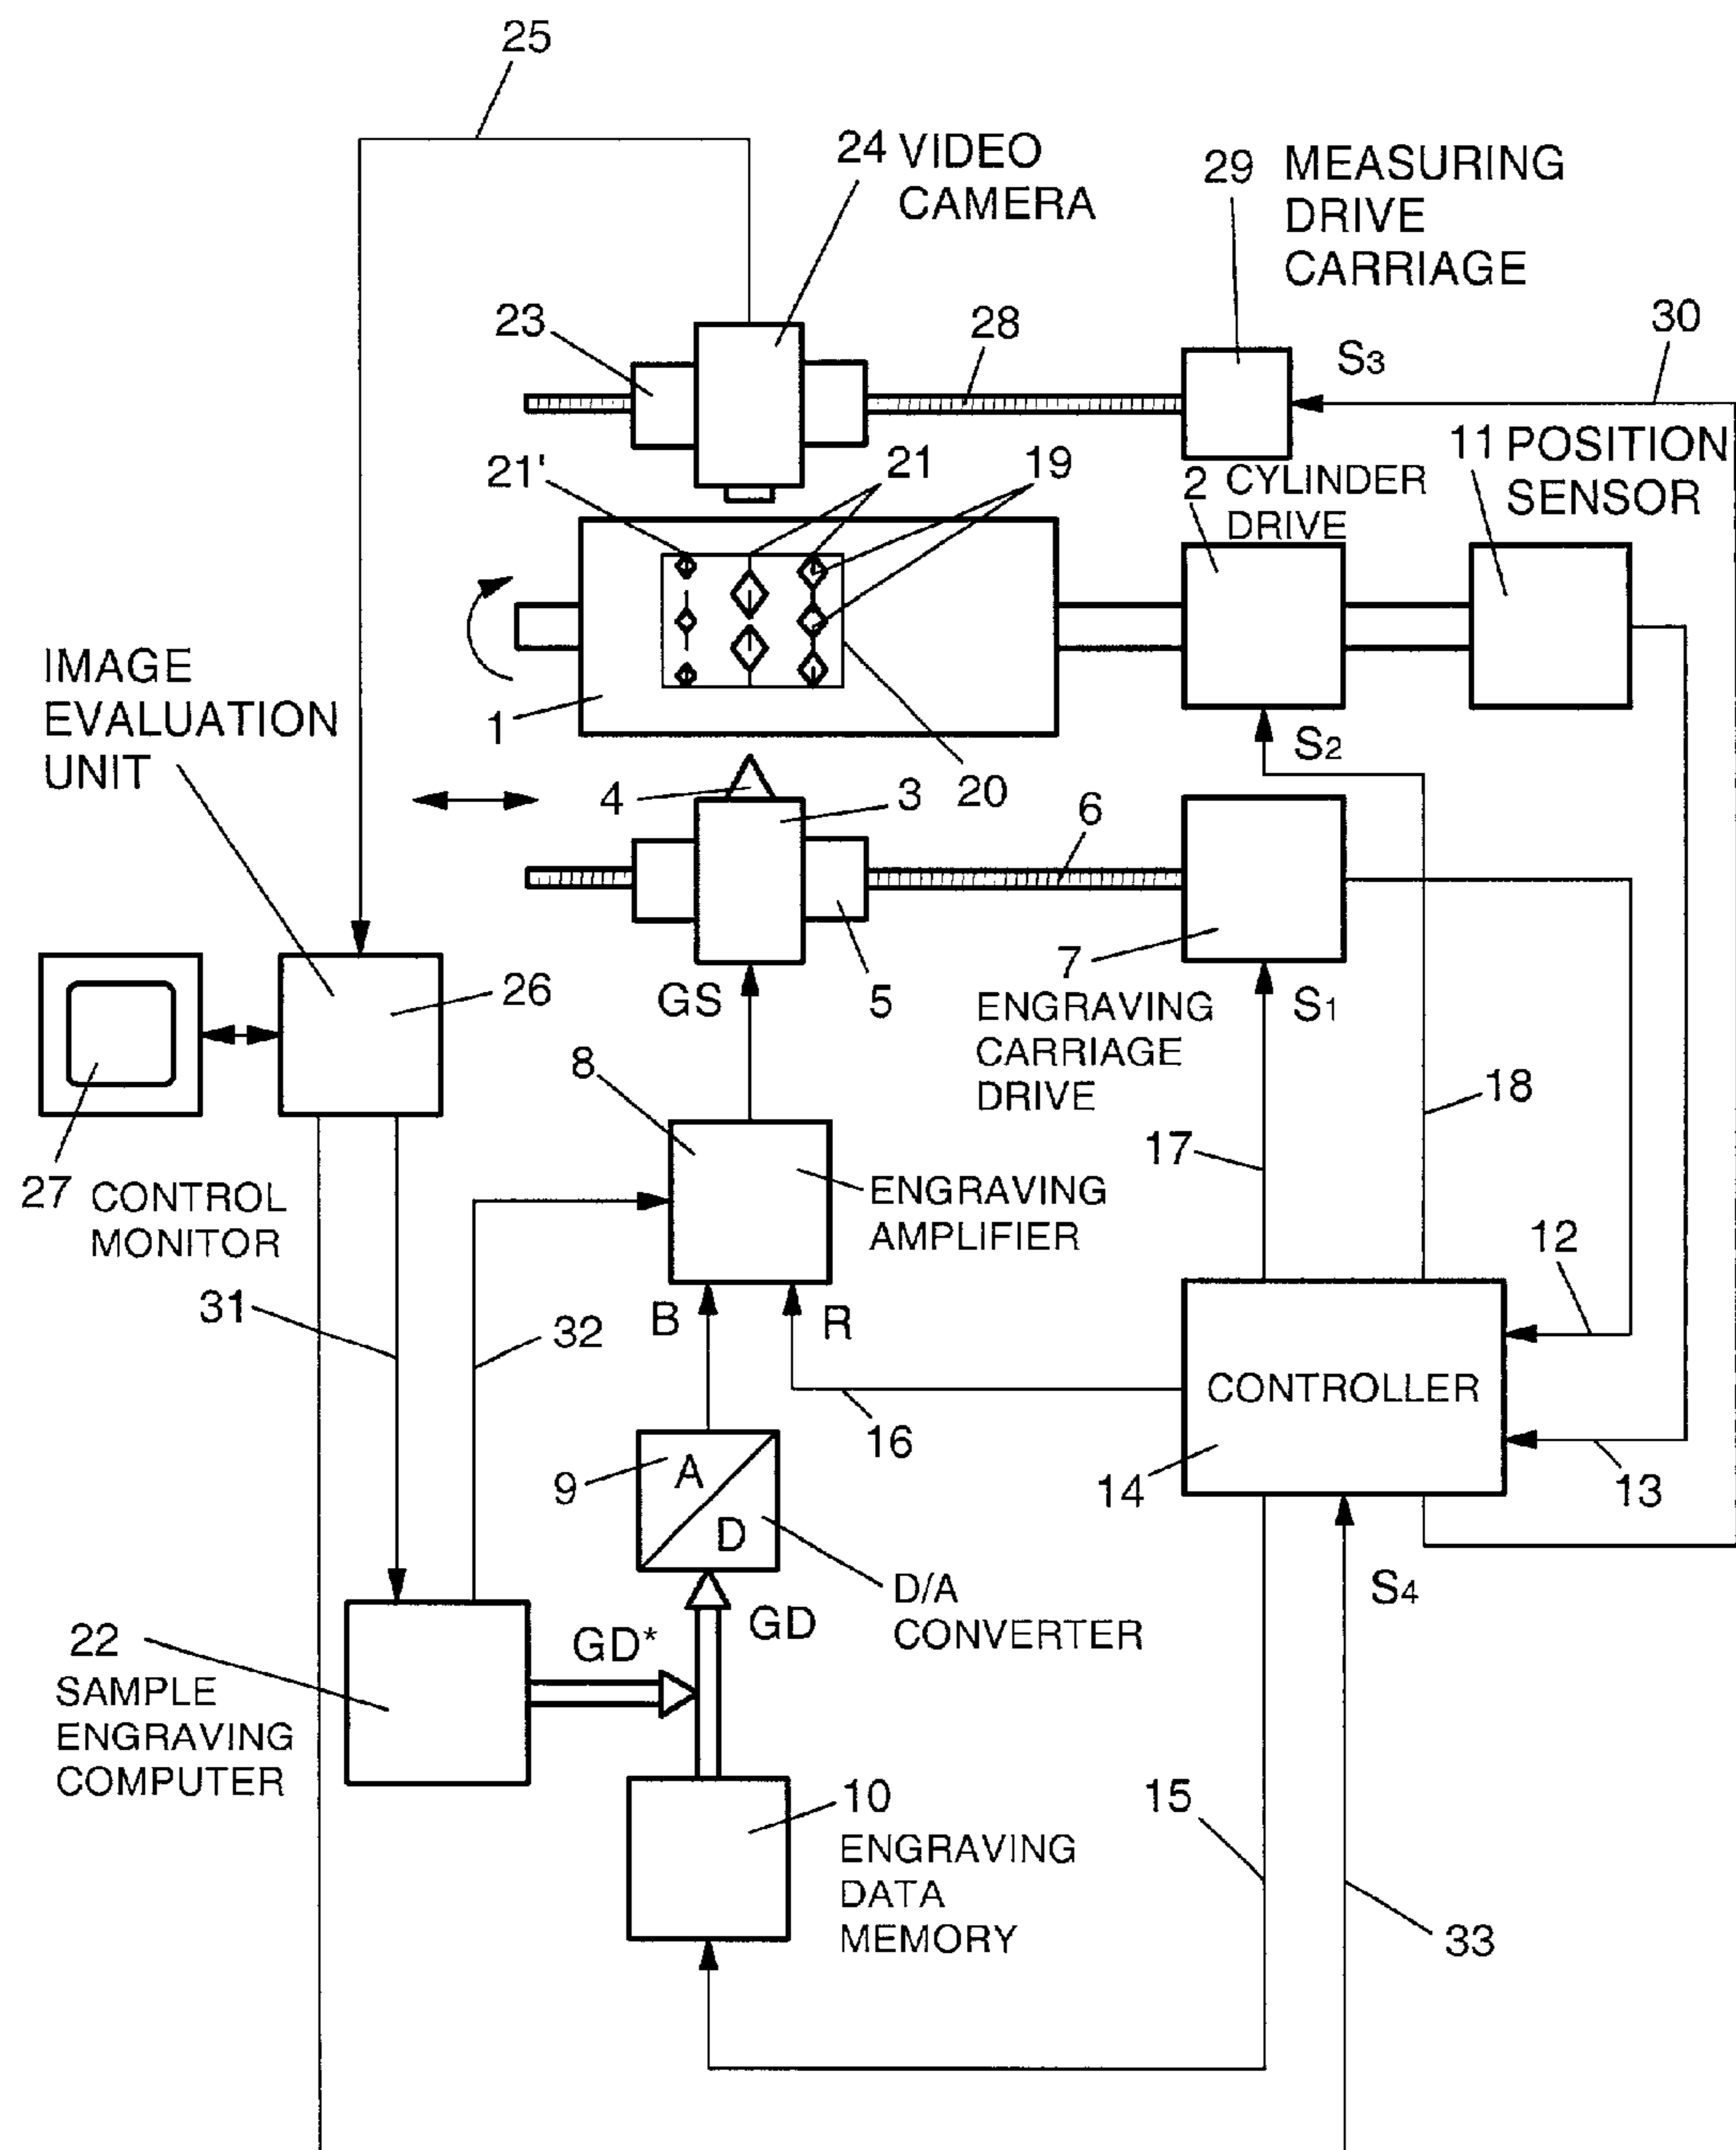 25
24 VIDEO
CAMERA
29 MEASURING
DRIVE
CARRIAGE
23
28
S3
30
21'
21
19
2 CYLINDER
DRIVE
11 POSITION
SENSOR
IMAGE
EVALUATION
UNIT
1
20
S2
4
3
6
26
GS
5
7
ENGRAVING
CARRIAGE
DRIVE
S1
8
17
18
27 CONTROL
MONITOR
ENGRAVING
AMPLIFIER
12
31
32
B
R
CONTROLLER
16
9
A
D
14
13
D/A
CONVERTER
S4
22
SAMPLE
ENGRAVING
COMPUTER
GD*
GD
10
ENGRAVING
DATA
MEMORY
15
33